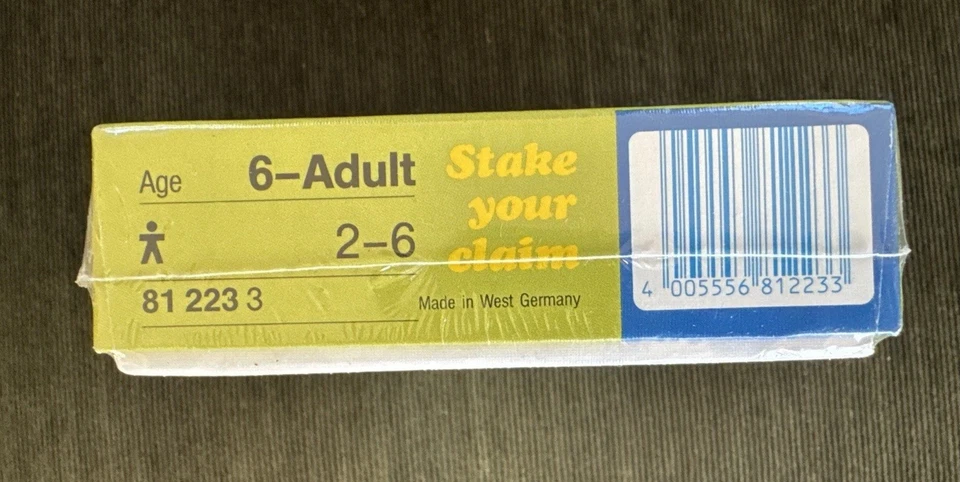 Age 6–Adult
2–6
81 223 3
Stake
your
claim
Made in West Germany
4 005556 812233